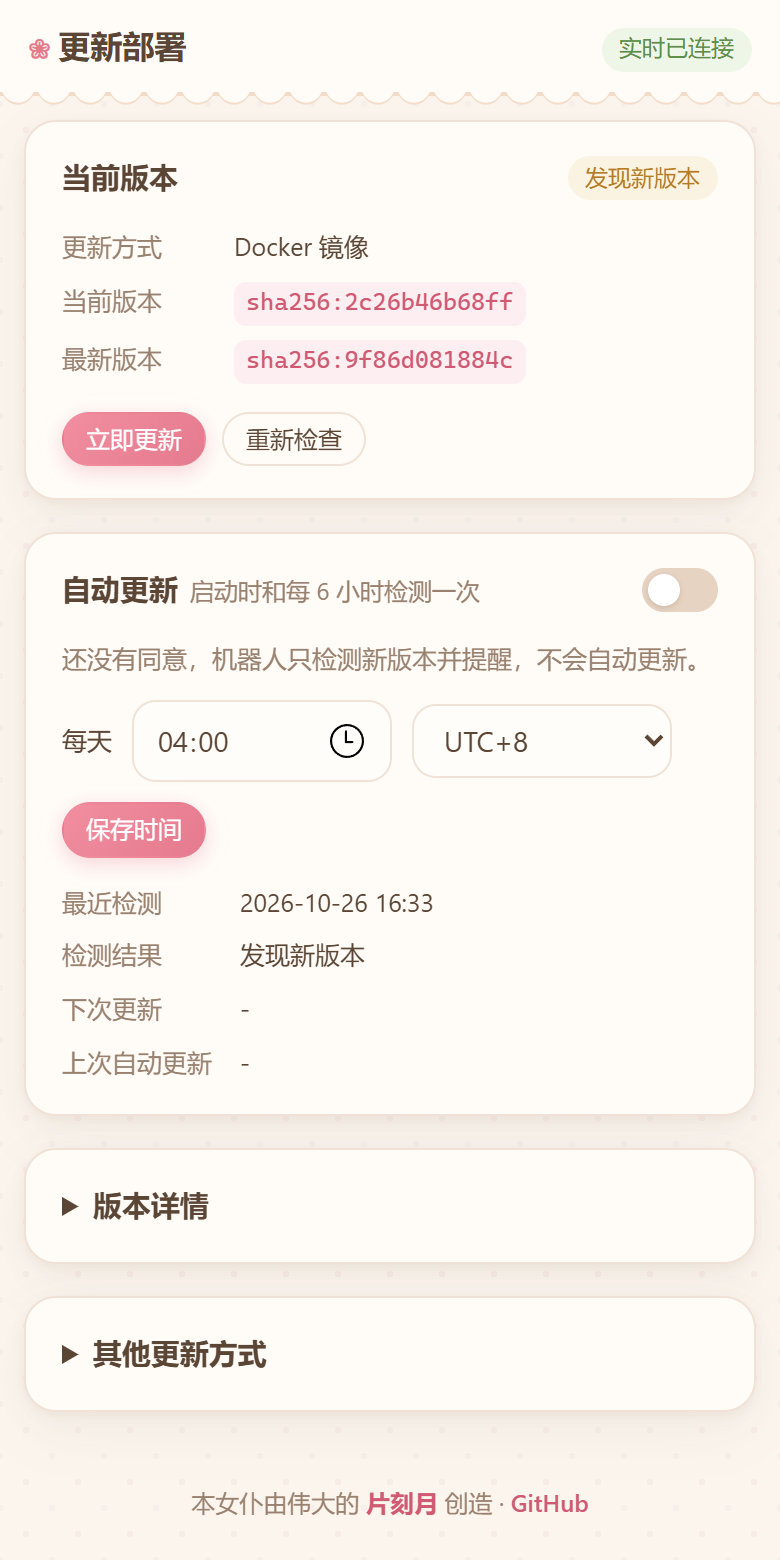 更新部署
实时已连接
当前版本
发现新版本
更新方式 Docker 镜像
当前版本 sha256:2c26b46b68ff
最新版本 sha256:9f86d081884c
立即更新 重新检查
自动更新 启动时和每 6 小时检测一次
还没有同意，机器人只检测新版本并提醒，不会自动更新。
每天 04:00 UTC+8
保存时间
最近检测 2026-10-26 16:33
检测结果 发现新版本
下次更新 -
上次自动更新 -
版本详情
其他更新方式
本女仆由伟大的 片刻月 创造 · GitHub